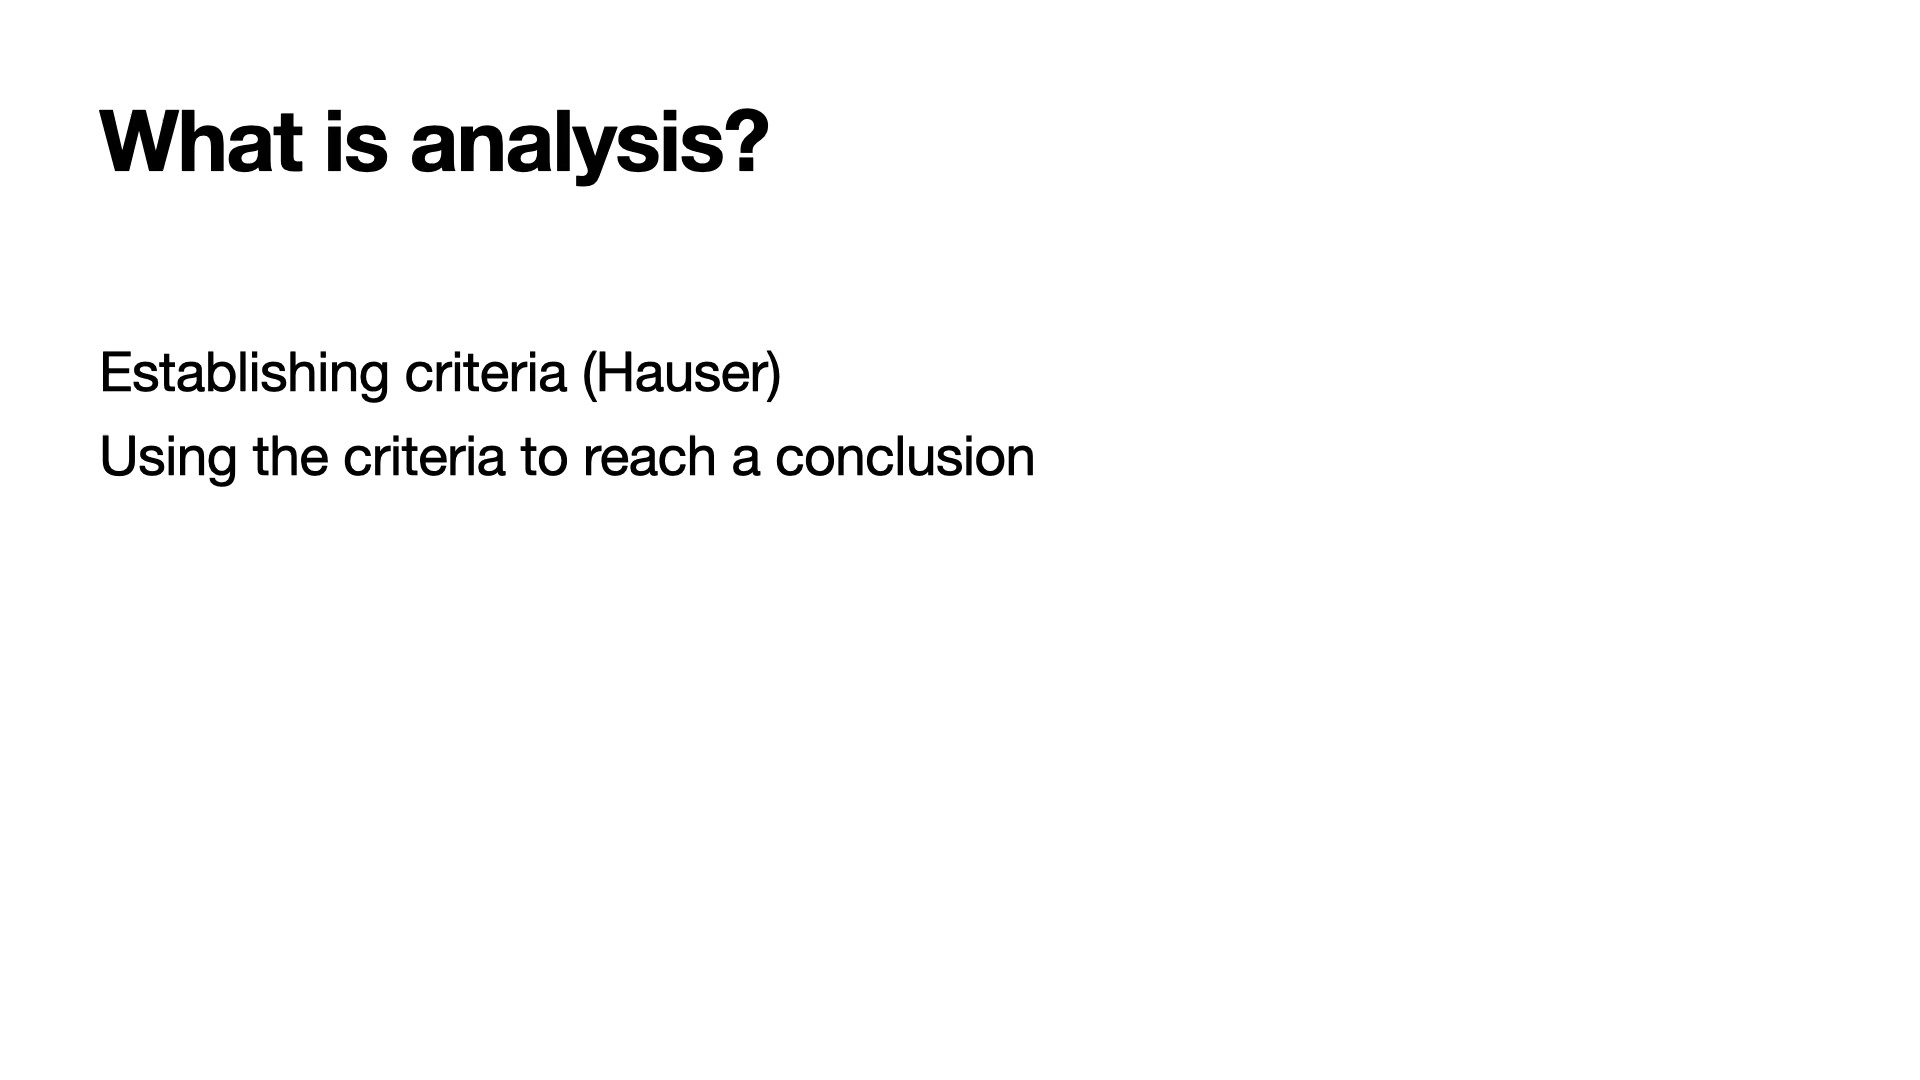 What is analysis?
Establishing criteria (Hauser)
Using the criteria to reach a conclusion